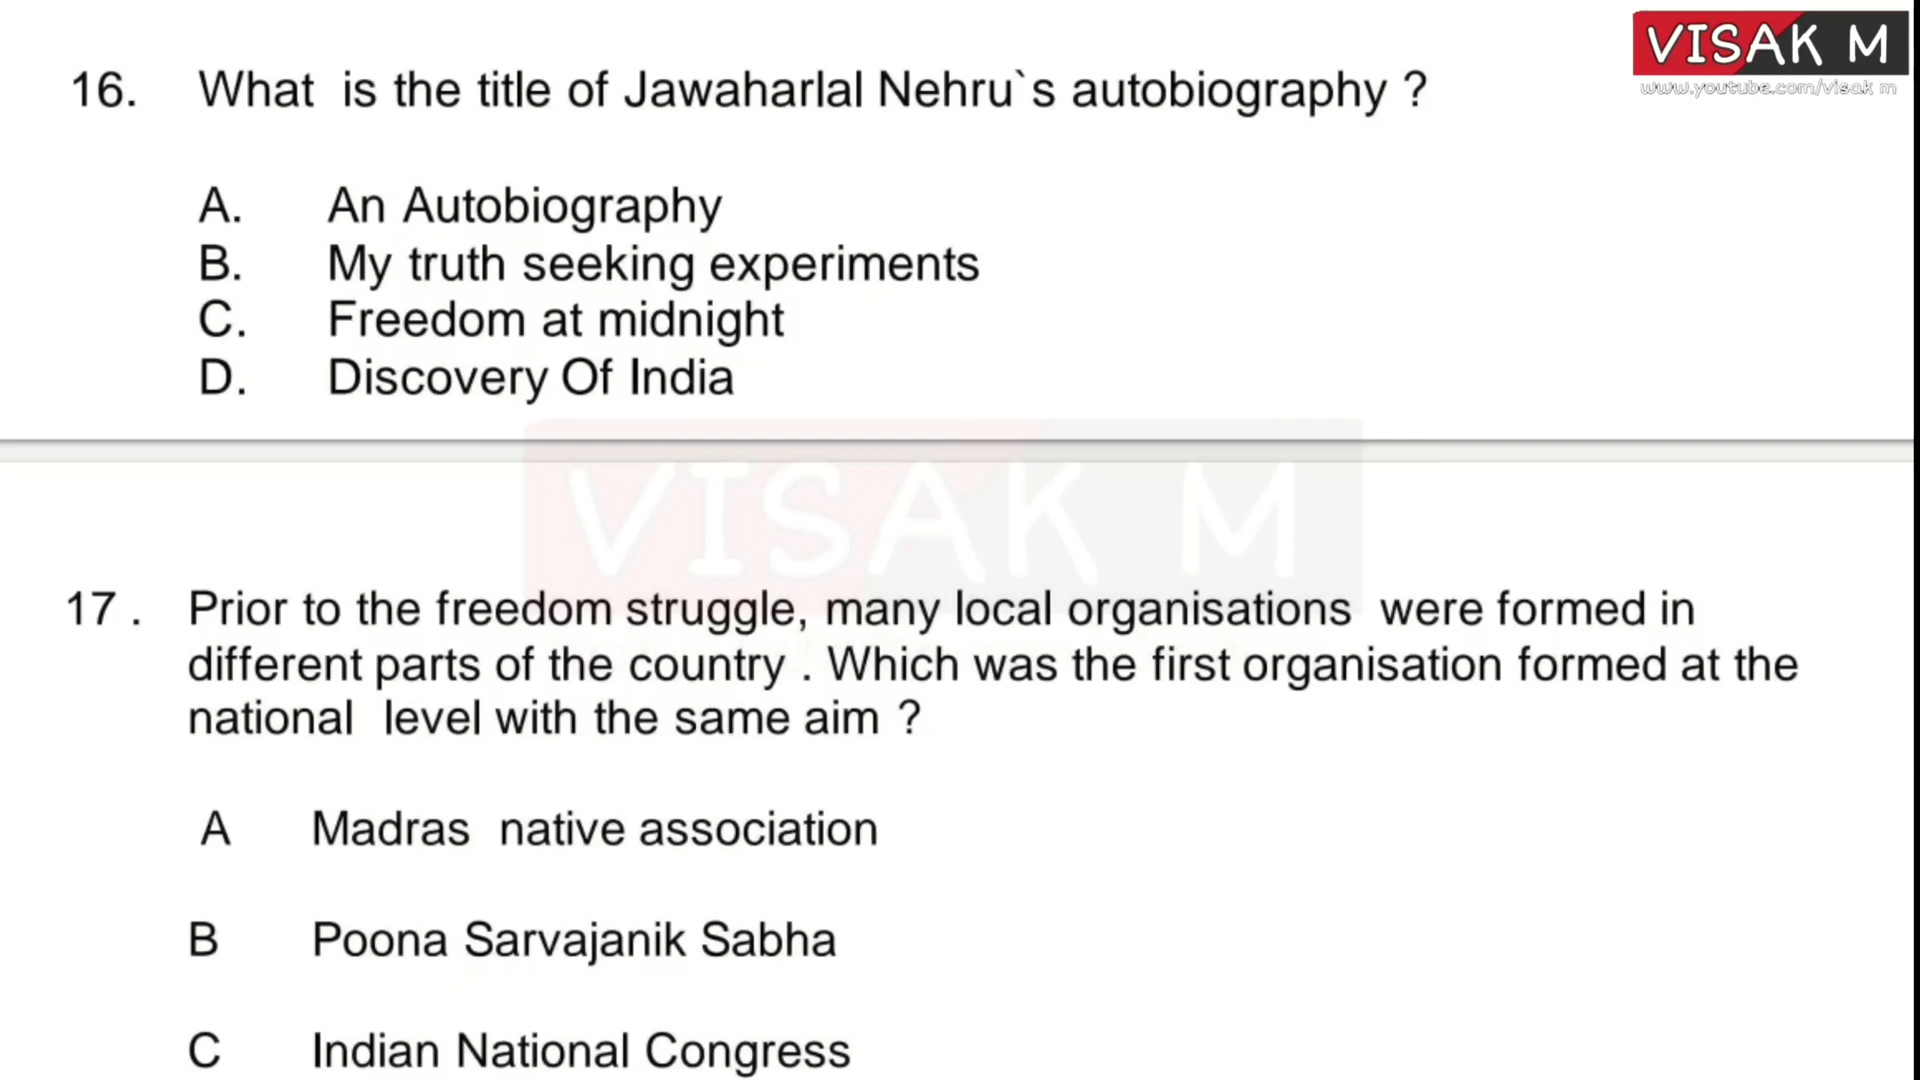 VISAK M
www.youtube.com/visak m
16. What is the title of Jawaharlal Nehru`s autobiography ?
A. An Autobiography
B. My truth seeking experiments
C. Freedom at midnight
D. Discovery Of India
VISAK M
17 . Prior to the freedom struggle, many local organisations were formed in
different parts of the country . Which was the first organisation formed at the
national level with the same aim ?
A Madras native association
B Poona Sarvajanik Sabha
C Indian National Congress